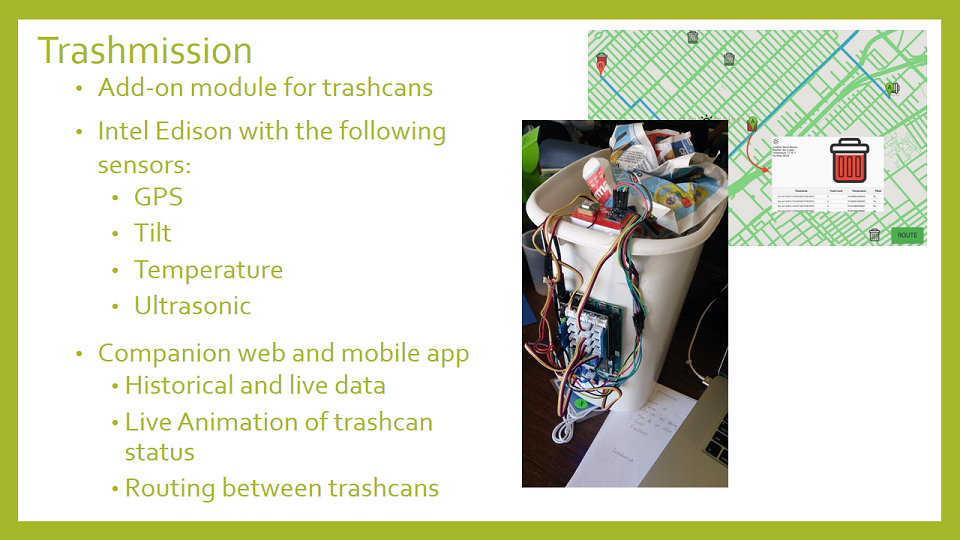 Trashmission
• Add-on module for trashcans
• Intel Edison with the following
sensors:
• GPS
• Tilt
• Temperature
• Ultrasonic
• Companion web and mobile app
• Historical and live data
• Live Animation of trashcan
status
• Routing between trashcans
ROUTE